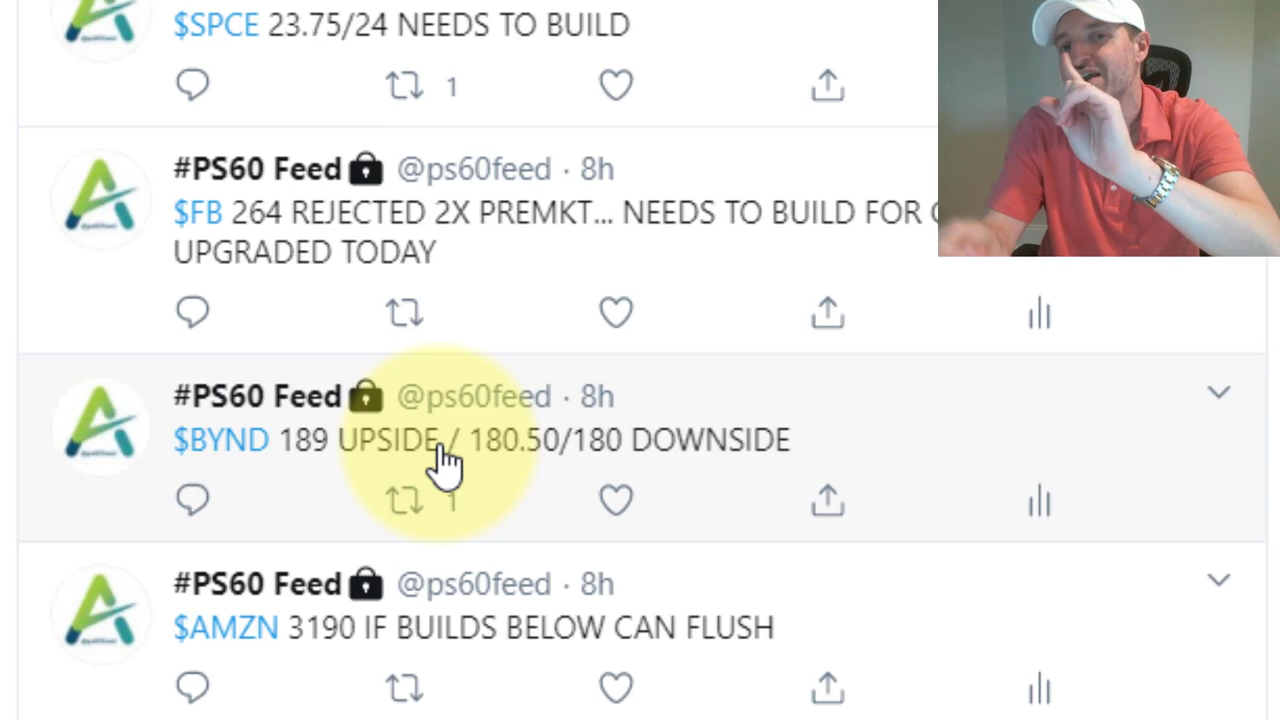 $SPCE 23.75/24 NEEDS TO BUILD
1
#PS60 Feed @ps60feed · 8h
$FB 264 REJECTED 2X PREMKT... NEEDS TO BUILD FOR
UPGRADED TODAY
#PS60 Feed @ps60feed · 8h
$BYND 189 UPSIDE / 180.50/180 DOWNSIDE
1
#PS60 Feed @ps60feed · 8h
$AMZN 3190 IF BUILDS BELOW CAN FLUSH